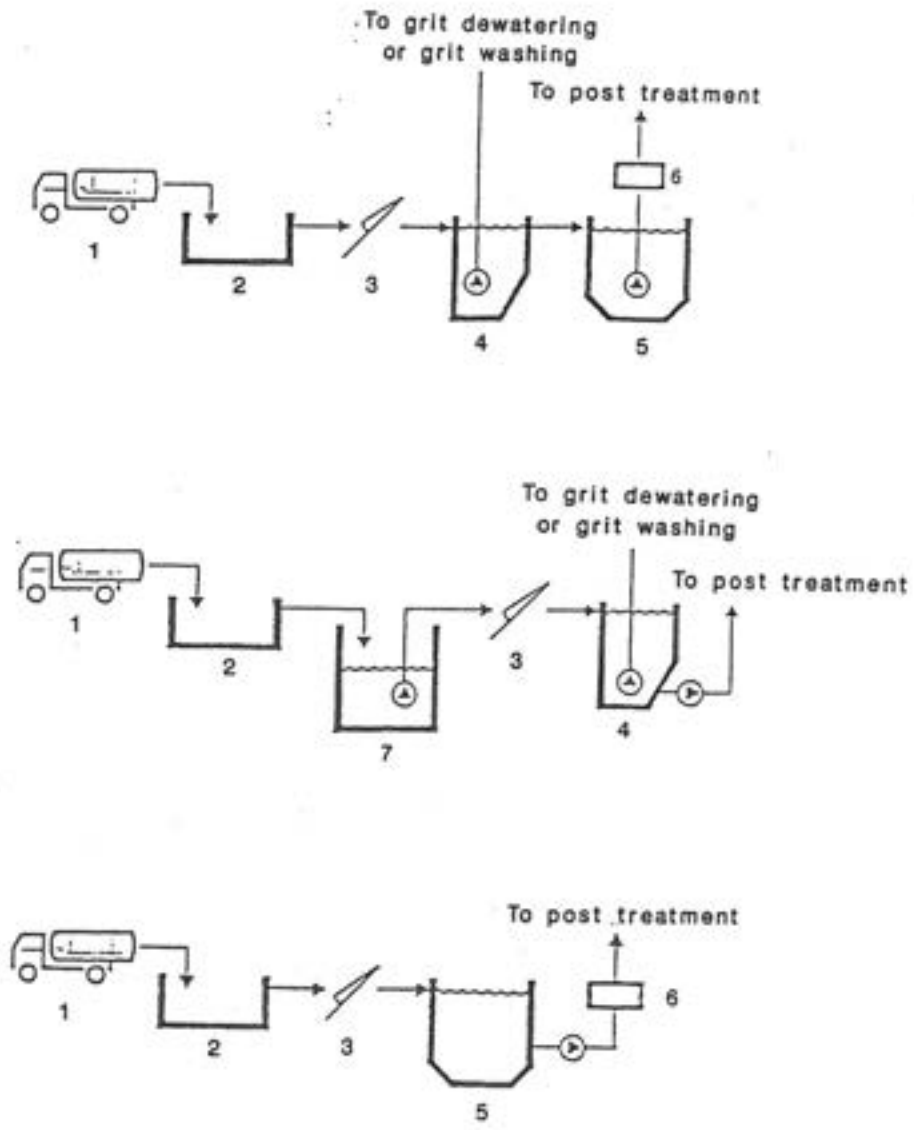 To grit dewatering
or grit washing
To post treatment
6
1
2
3
4
5
To grit dewatering
or grit washing
To post treatment
1
2
3
4
7
To post treatment
6
1
2
3
5